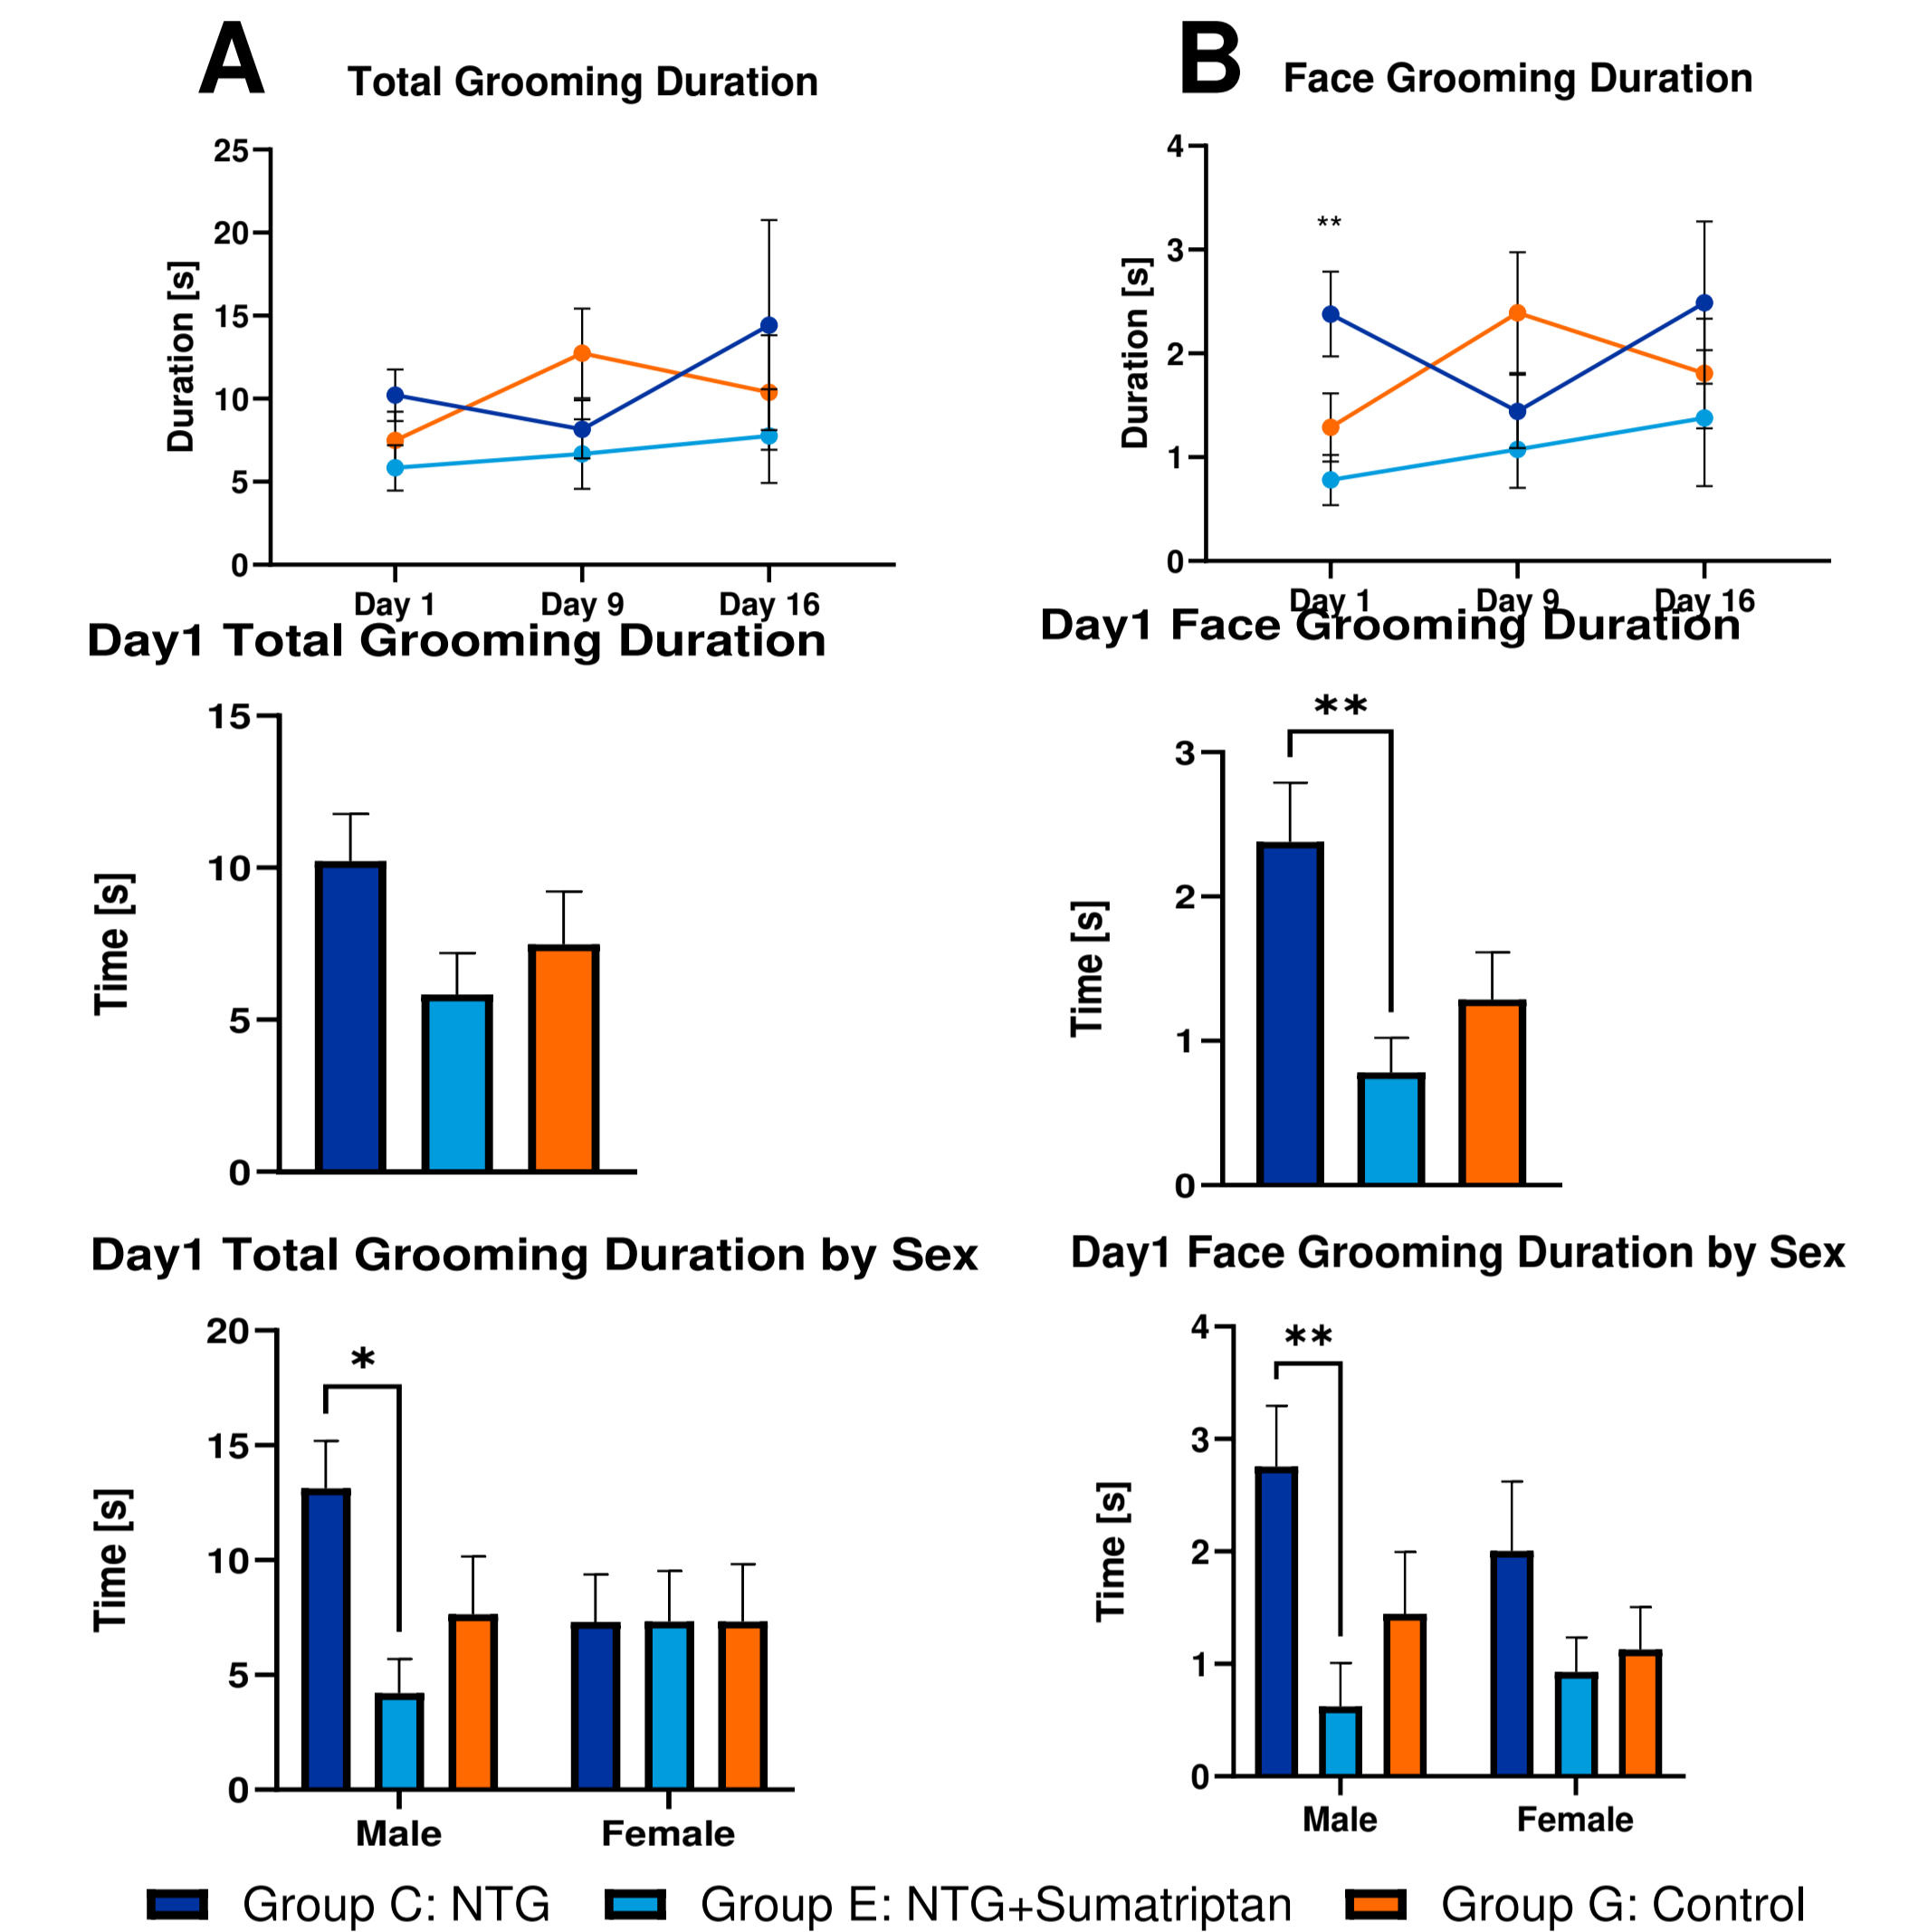 A
Total Grooming Duration
25
20
15
10
5
0
Duration [s]
Day 1 Day 9 Day 16
B
Face Grooming Duration
4
3
2
1
0
Duration [s]
**
Day 1 Day 9 Day 16
Day1 Total Grooming Duration
15
10
5
0
Time [s]
Day1 Face Grooming Duration
3
2
1
0
Time [s]
**
Day1 Total Grooming Duration by Sex
20
15
10
5
0
Time [s]
*
Male Female
Day1 Face Grooming Duration by Sex
4
3
2
1
0
Time [s]
**
Male Female
Group C: NTG Group E: NTG+Sumatriptan Group G: Control